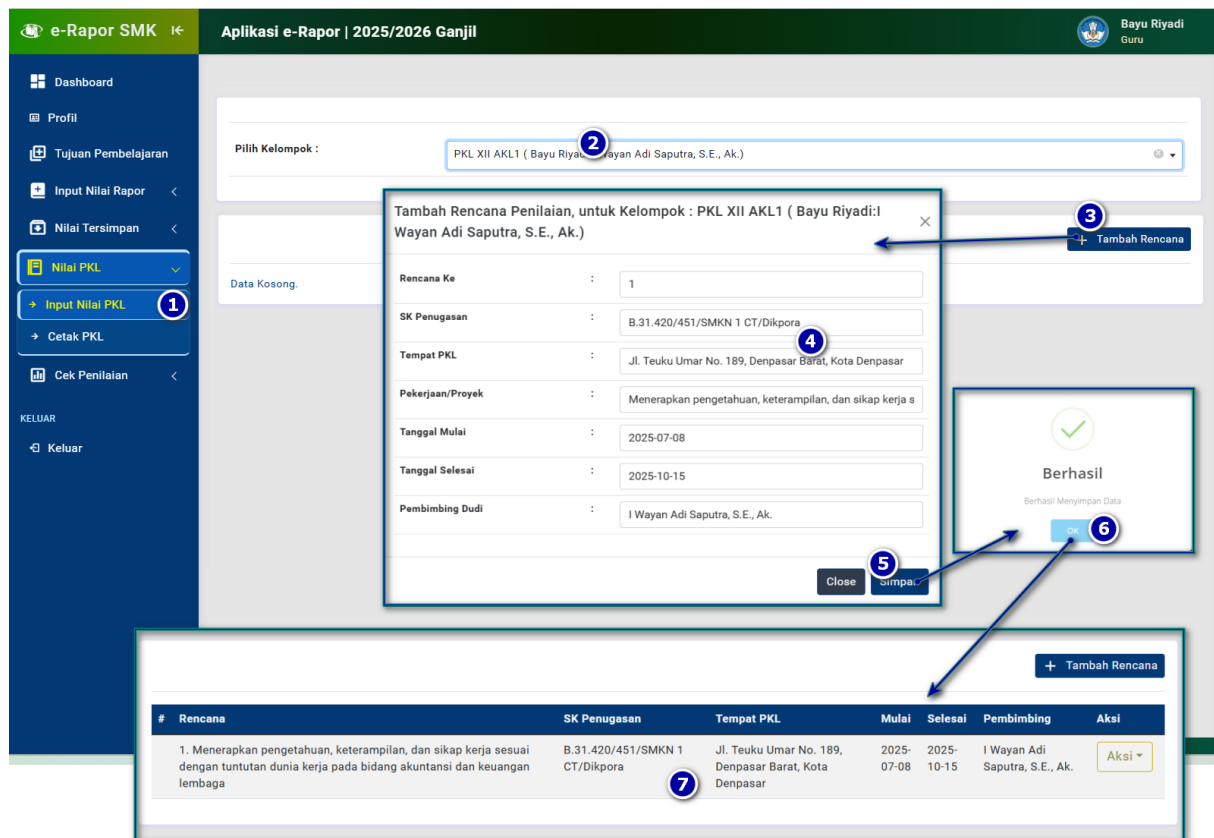 e-Rapor SMK
Aplikasi e-Rapor | 2025/2026 Ganjil
Bayu Riyadi
Guru
Dashboard
Profil
Tujuan Pembelajaran
Input Nilai Rapor
Nilai Tersimpan
Nilai PKL
Input Nilai PKL
1
Cetak PKL
Cek Penilaian
KELUAR
Keluar
Pilih Kelompok :
PKL XII AKL1 ( Bayu Adi Saputra, S.E., Ak.)
2
3
+ Tambah Rencana
Data Kosong.
Tambah Rencana Penilaian, untuk Kelompok : PKL XII AKL1 ( Bayu Riyadi:I
Wayan Adi Saputra, S.E., Ak.)
Rencana Ke : 1
SK Penugasan : B.31.420/451/SMKN 1 CT/Dikpora
4
Tempat PKL : Jl. Teuku Umar No. 189, Denpasar Barat, Kota Denpasar
Pekerjaan/Proyek : Menerapkan pengetahuan, keterampilan, dan sikap kerja s
Tanggal Mulai : 2025-07-08
Tanggal Selesai : 2025-10-15
Pembimbing Dudi : I Wayan Adi Saputra, S.E., Ak.
5
Close
Berhasil
Berhasil Menyimpan Data
OK
6
+ Tambah Rencana
# Rencana SK Penugasan Tempat PKL Mulai Selesai Pembimbing Aksi
1. Menerapkan pengetahuan, keterampilan, dan sikap kerja sesuai B.31.420/451/SMKN 1 Jl. Teuku Umar No. 189, 2025- 2025- I Wayan Adi Aksi
dengan tuntutan dunia kerja pada bidang akuntansi dan keuangan CT/Dikpora Denpasar Barat, Kota 07-08 10-15 Saputra, S.E., Ak.
lembaga Denpasar
7